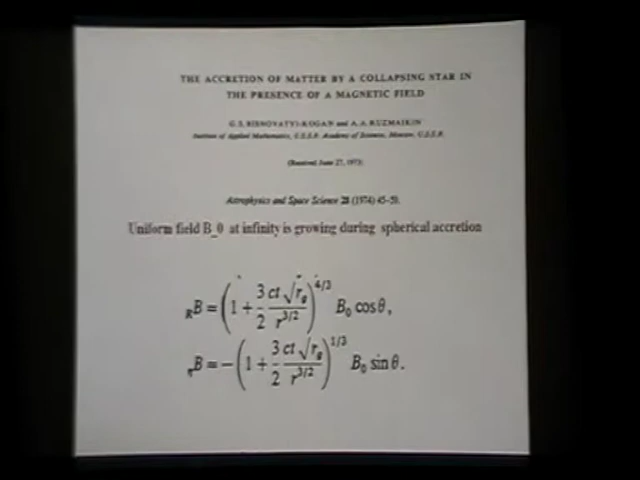 THE ACCRETION OF MATTER BY A COLLAPSING STAR IN
THE PRESENCE OF A MAGNETIC FIELD
G. S. BISNOVATYI-KOGAN and A. A. RUZMAIKIN
Institute of Applied Mathematics, U.S.S.R. Academy of Sciences, Moscow, U.S.S.R.
(Received June 27, 1973)
Astrophysics and Space Science 28 (1974) 45-59.
Uniform field B_0 at infinity is growing during spherical accretion
_R B = (1 + 3/2 ct√r_g / r^{3/2})^{4/3} B_0 cos θ,
_τ B = −(1 + 3/2 ct√r_g / r^{3/2})^{1/3} B_0 sin θ.